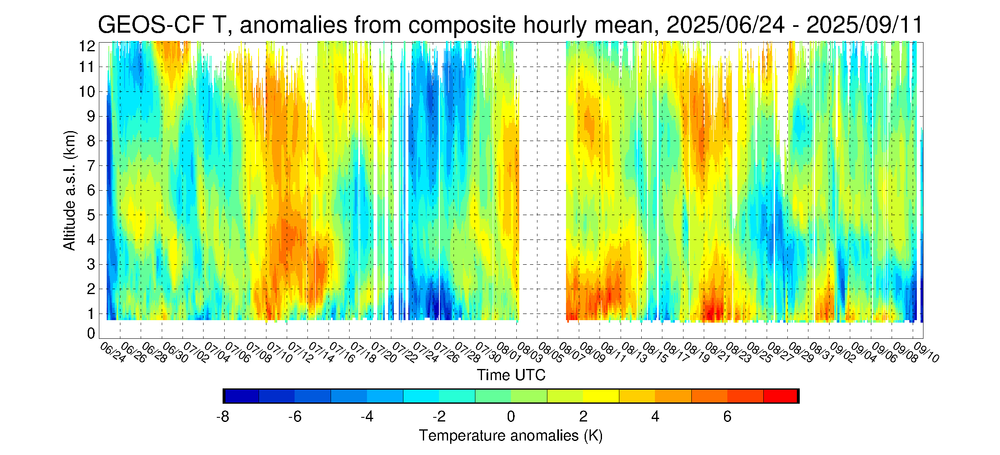 GEOS-CF T, anomalies from composite hourly mean, 2025/06/24 - 2025/09/11
12
11
10
9
8
7
6
5
4
3
2
1
0
Altitude a.s.l. (km)
06/24 06/26 06/28 06/30 07/02 07/04 07/06 07/08 07/10 07/12 07/14 07/16 07/18 07/20 07/22 07/24 07/26 07/28 07/30 08/01 08/03 08/05 08/07 08/09 08/11 08/13 08/15 08/17 08/19 08/21 08/23 08/25 08/27 08/29 08/31 09/02 09/04 09/06 09/08 09/10
Time UTC
-8 -6 -4 -2 0 2 4 6
Temperature anomalies (K)